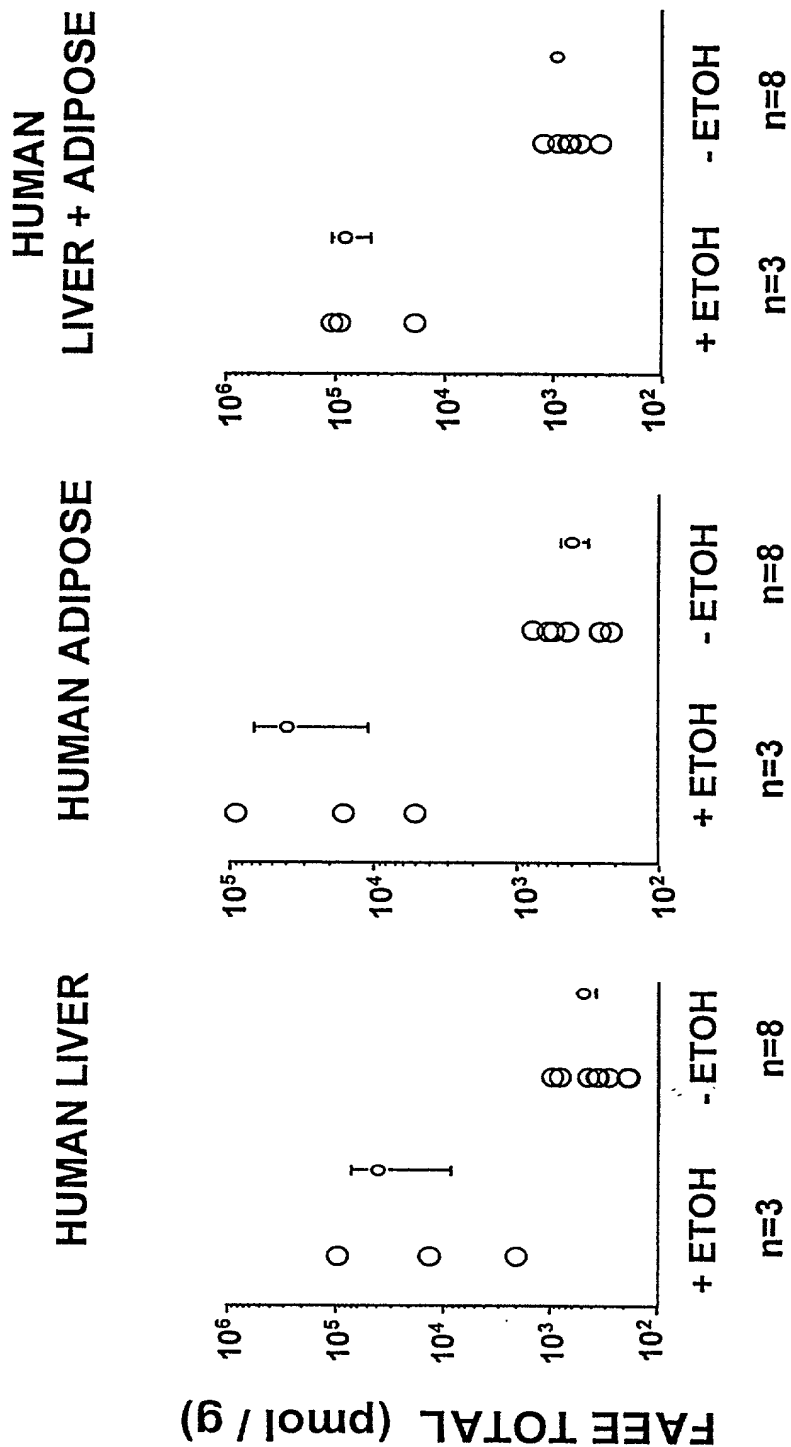 HUMAN LIVER
HUMAN ADIPOSE
HUMAN
LIVER + ADIPOSE
FAEE TOTAL (pmol / g)
10⁶
10⁵
10⁴
10³
10²
+ ETOH
- ETOH
n=3
n=8
10⁵
10⁴
10³
10²
+ ETOH
- ETOH
n=3
n=8
10⁶
10⁵
10⁴
10³
10²
+ ETOH
- ETOH
n=3
n=8